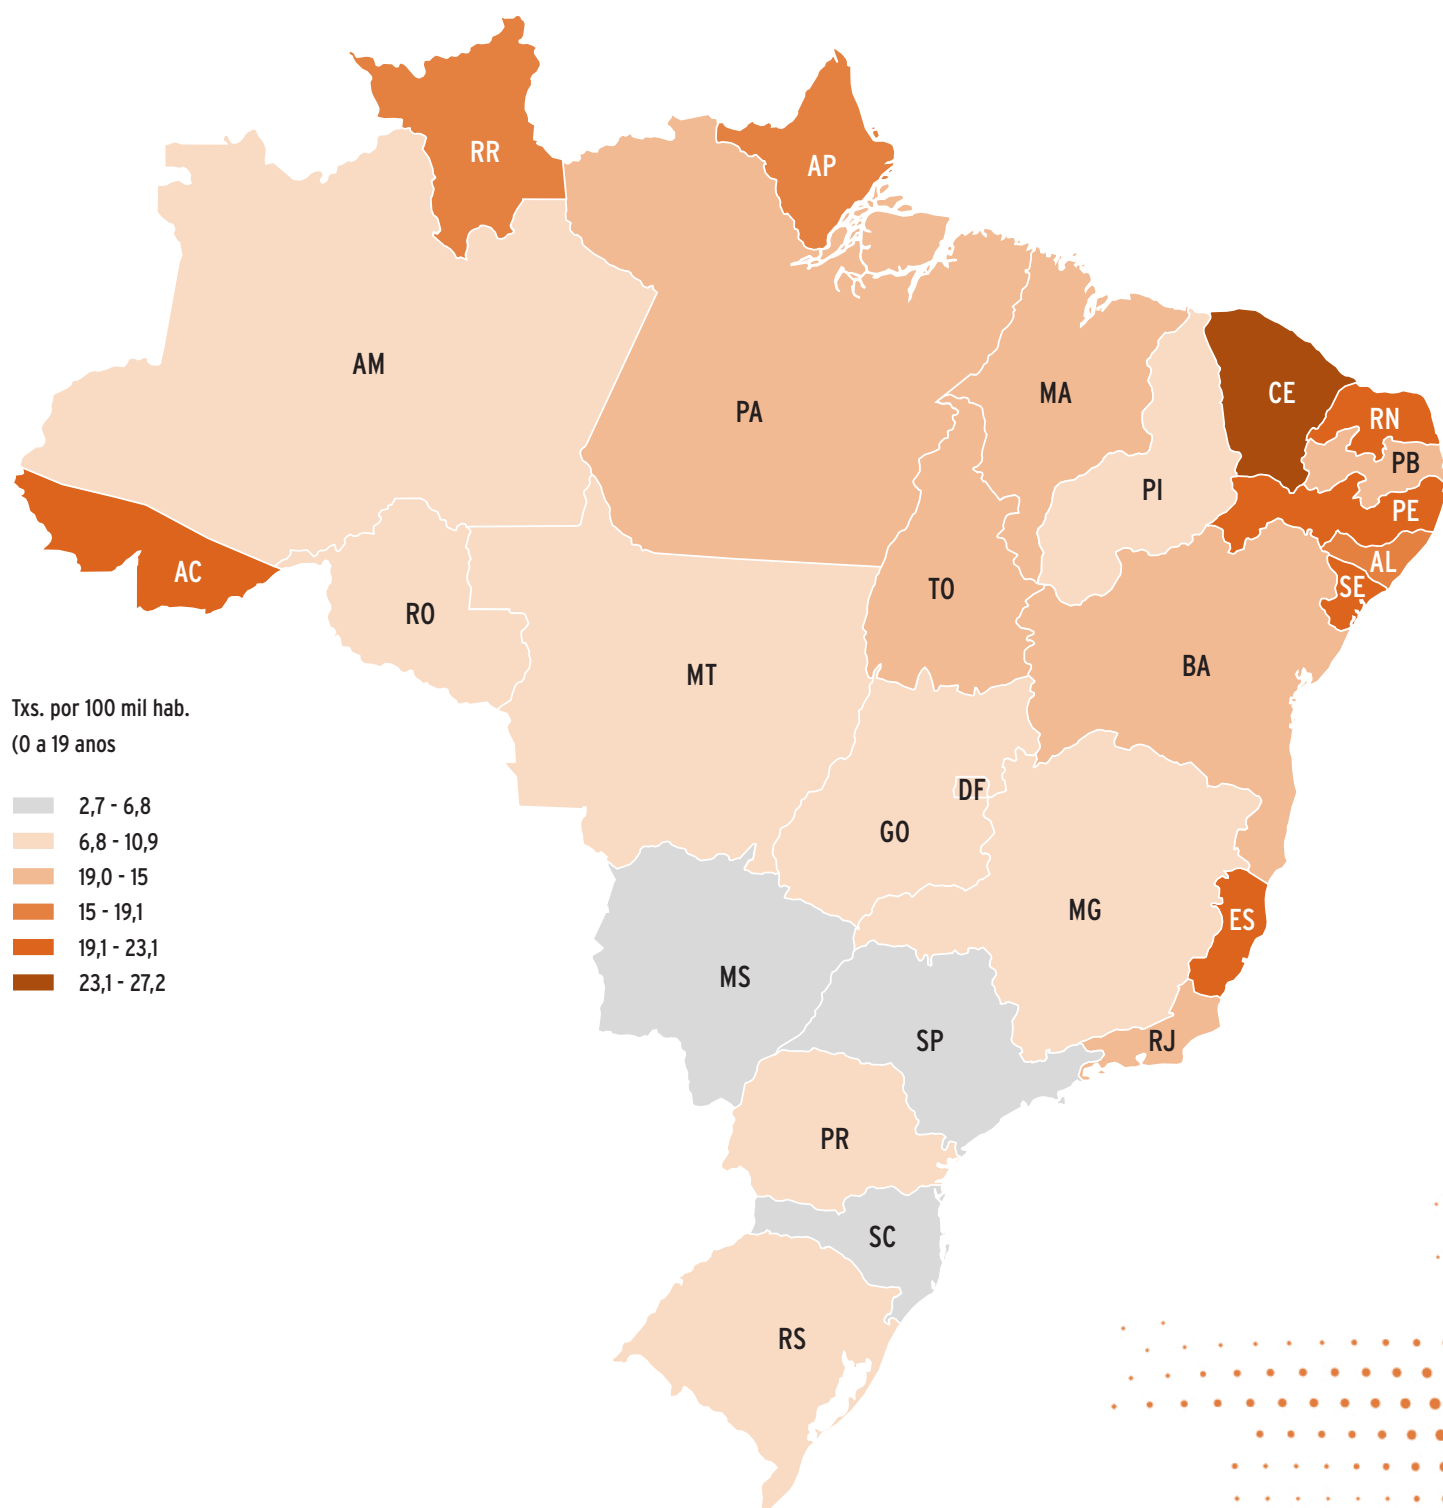 RR
AP
AM
PA
MA
CE
RN
PB
PI
PE
AL
SE
AC
TO
RO
BA
MT
Txs. por 100 mil hab.
(0 a 19 anos
2,7 - 6,8
6,8 - 10,9
19,0 - 15
15 - 19,1
19,1 - 23,1
23,1 - 27,2
DF
GO
MG
ES
MS
SP
RJ
PR
SC
RS